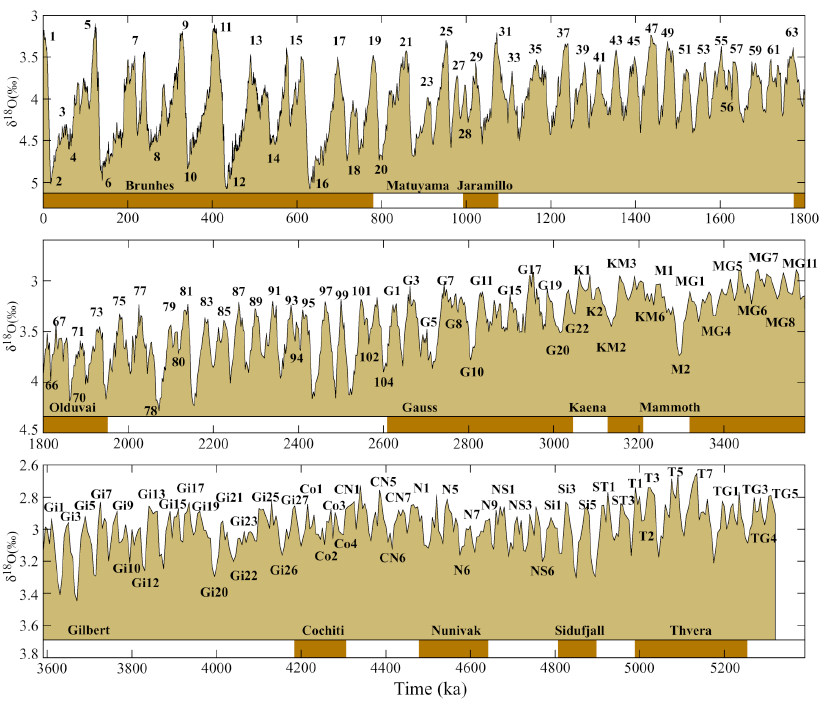 3
1 5 7 9 11 13 15 17 19 21 25 31 37 47 49 55 63
3.5
23 27 29 33 35 39 41 43 45 51 53 57 59 61
4
3 56
δ18O(‰)
4.5
4 8 14 18 28
2 6 10 12 16 20
5
Brunhes Matuyama Jaramillo
0 200 400 600 800 1000 1200 1400 1600 1800
3
G1 G3 G7 G11 G17 G19 K1 KM3 M1 MG1 MG5 MG7 MG11
67 71 73 75 77 79 81 83 85 87 89 91 93 95 97 99 101 G5 G8 G15 G22 K2 KM6 MG4 MG6 MG8
δ18O(‰)
3.5
66 70 78 80 94 102 104 G10 G20 KM2 M2
4
Olduvai Gauss Kaena Mammoth
4.5
1800 2000 2200 2400 2600 2800 3000 3200 3400
2.6
CN5 T5 T7
2.8
Gi1 Gi3 Gi5 Gi7 Gi9 Gi13 Gi15 Gi17 Gi19 Gi21 Gi23 Gi25 Gi27 Co1 Co3 CN1 CN7 N1 N5 N7 N9 NS1 NS3 Si1 Si3 Si5 ST1 ST3 T1 T3 TG1 TG3 TG5
3.0
δ18O(‰)
Gi10 Gi12 Gi20 Gi22 Gi26 Co2 Co4 CN6 N6 NS6 T2 TG4
3.2
3.4
3.6
Gilbert Cochiti Nunivak Sidufjall Thvera
3.8
3600 3800 4000 4200 4400 4600 4800 5000 5200
Time (ka)